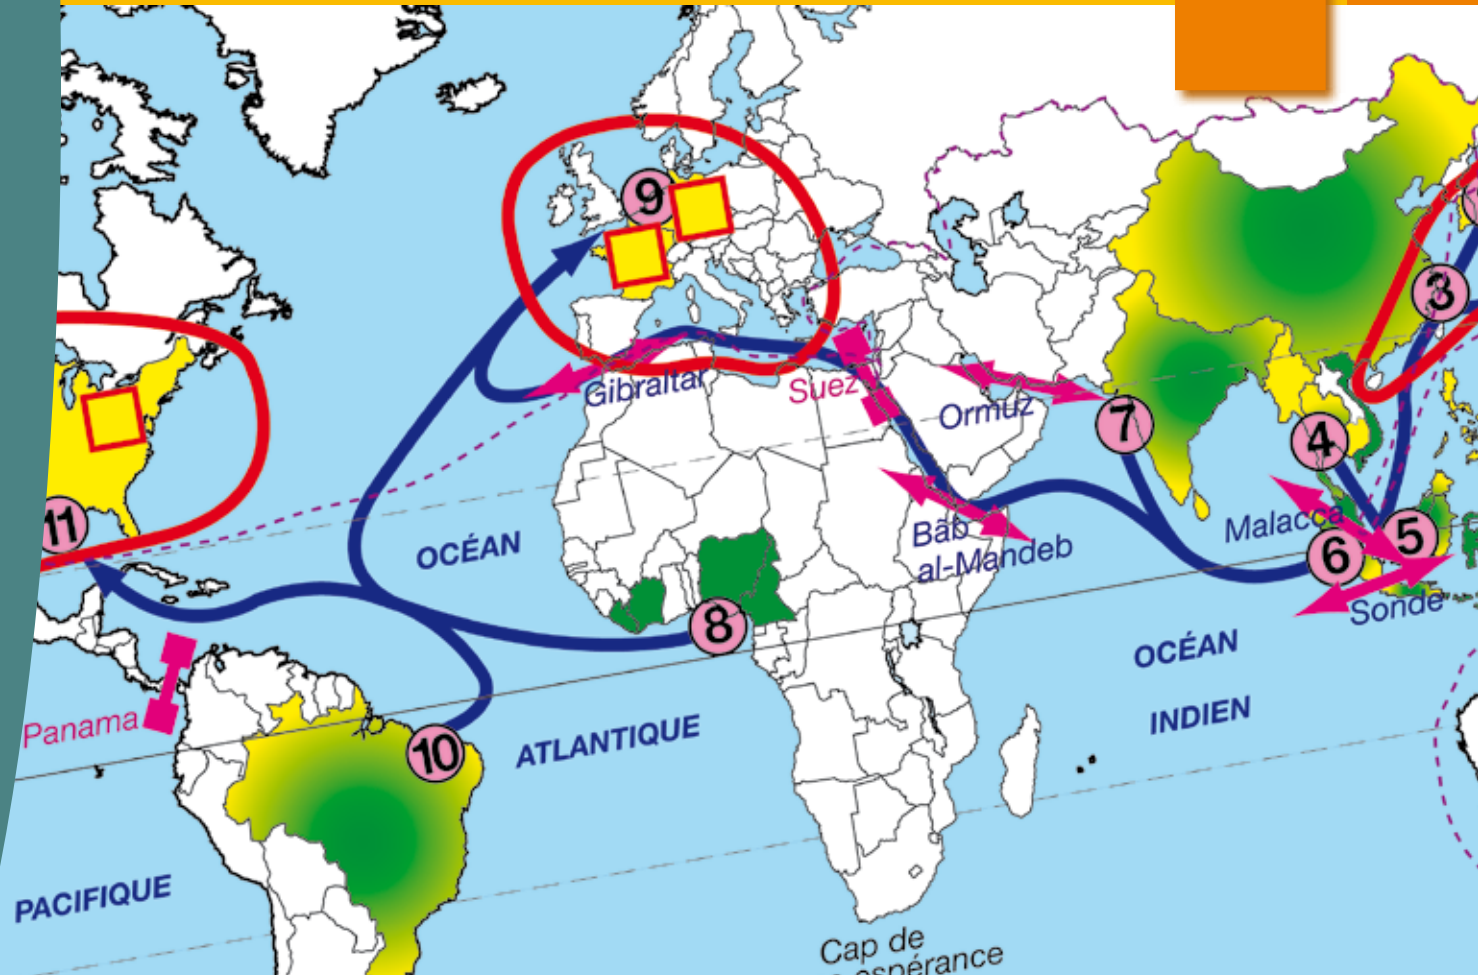 9
3
Gibraltar
Suez
Ormuz
7
4
11
OCÉAN
Bāb
al-Mandeb
Malacca
5
6
Sonde
8
OCÉAN
INDIEN
Panama
10
ATLANTIQUE
PACIFIQUE
Cap de
espérance